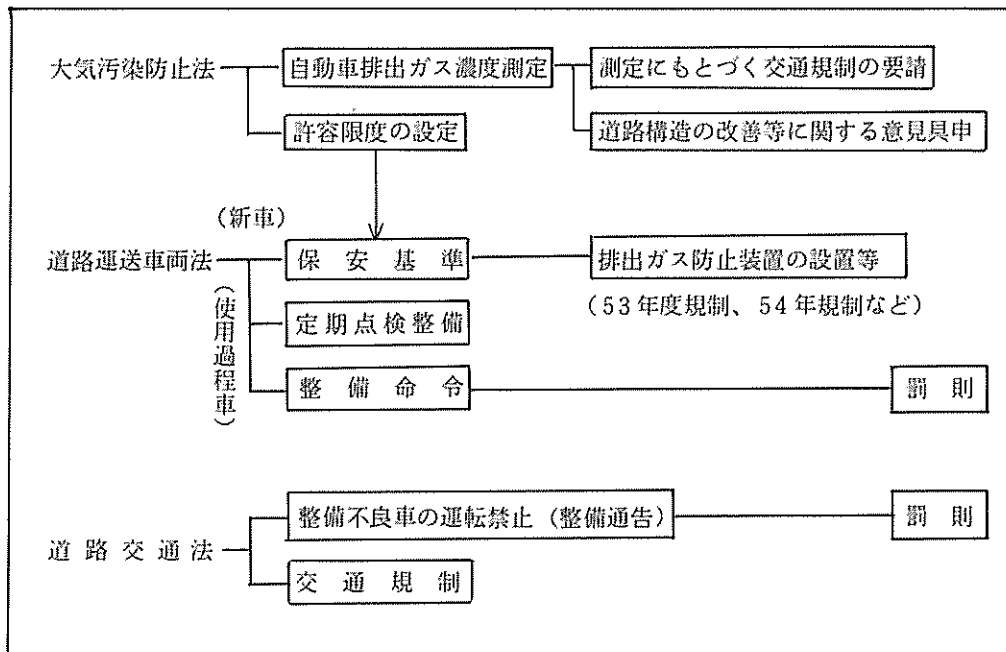 大気汚染防止法
自動車排出ガス濃度測定
測定にもとづく交通規制の要請
道路構造の改善等に関する意見具申
許容限度の設定
(新車)
道路運送車両法
保安基準
排出ガス防止装置の設置等
(53年度規制、54年規制など)
(使用過程車)
定期点検整備
整備命令
罰則
道路交通法
整備不良車の運転禁止(整備通告)
罰則
交通規制